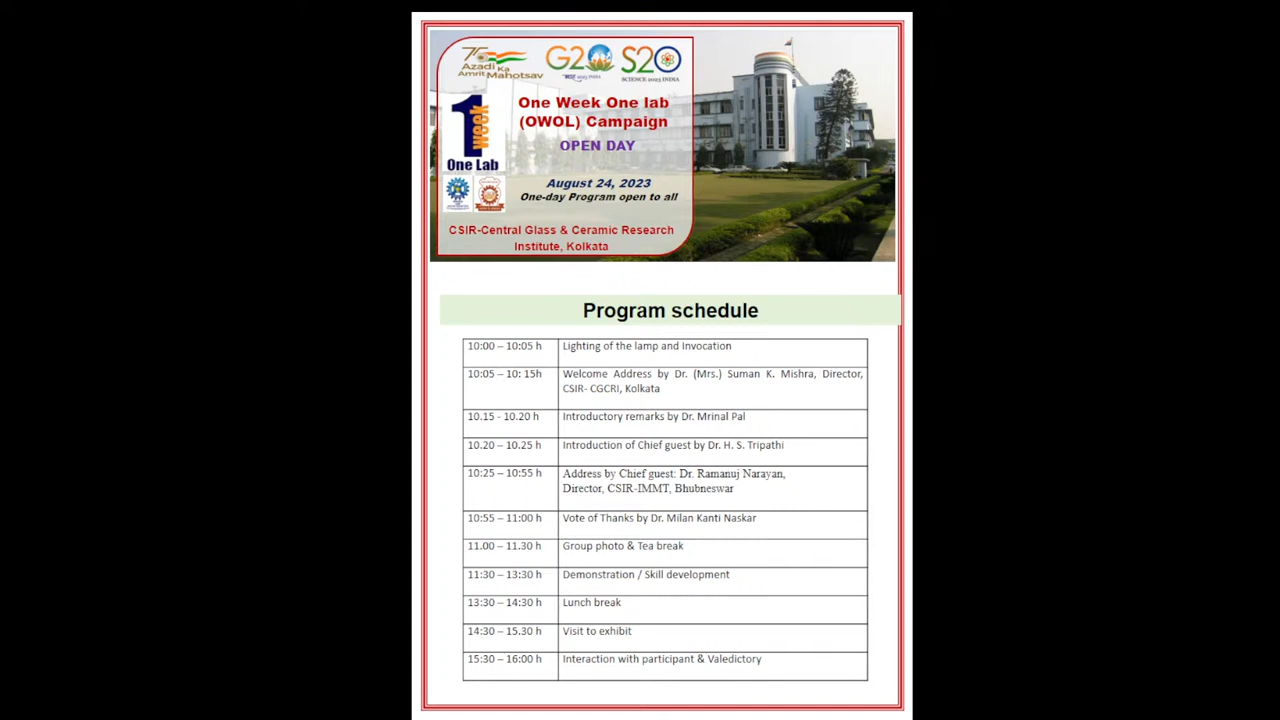 75
Azadi Ka
Amrit Mahotsav
G20
भारत 2023 INDIA
S20
SCIENCE 2023 INDIA
1 week
One Lab
One Week One lab
(OWOL) Campaign
OPEN DAY
August 24, 2023
One-day Program open to all
CSIR-Central Glass & Ceramic Research
Institute, Kolkata
Program schedule
10:00 – 10:05 h Lighting of the lamp and Invocation
10:05 – 10: 15h Welcome Address by Dr. (Mrs.) Suman K. Mishra, Director,
CSIR- CGCRI, Kolkata
10.15 - 10.20 h Introductory remarks by Dr. Mrinal Pal
10.20 – 10.25 h Introduction of Chief guest by Dr. H. S. Tripathi
10:25 – 10:55 h Address by Chief guest: Dr. Ramanuj Narayan,
Director, CSIR-IMMT, Bhubneswar
10:55 – 11:00 h Vote of Thanks by Dr. Milan Kanti Naskar
11.00 – 11.30 h Group photo & Tea break
11:30 – 13:30 h Demonstration / Skill development
13:30 – 14:30 h Lunch break
14:30 – 15.30 h Visit to exhibit
15:30 – 16:00 h Interaction with participant & Valedictory